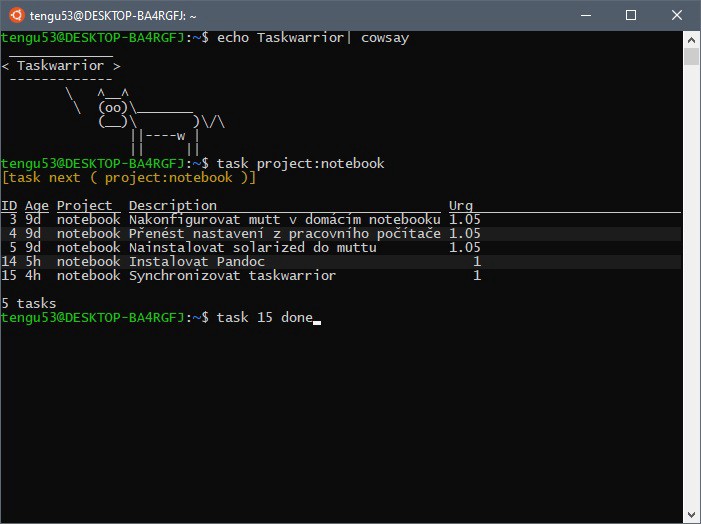 tengu53@DESKTOP-BA4RGFJ: ~
tengu53@DESKTOP-BA4RGFJ:~$ echo Taskwarrior| cowsay
 _____________
< Taskwarrior >
 -------------
        \   ^__^
         \  (oo)\_______
            (__)\       )\/\
                ||----w |
                ||     ||
tengu53@DESKTOP-BA4RGFJ:~$ task project:notebook
[task next ( project:notebook )]
ID Age Project  Description                             Urg
 3 9d  notebook Nakonfigurovat mutt v domácím notebooku 1.05
 4 9d  notebook Přenést nastavení z pracovního počítače 1.05
 5 9d  notebook Nainstalovat solarized do muttu         1.05
14 5h  notebook Instalovat Pandoc                          1
15 4h  notebook Synchronizovat taskwarrior                 1
5 tasks
tengu53@DESKTOP-BA4RGFJ:~$ task 15 done